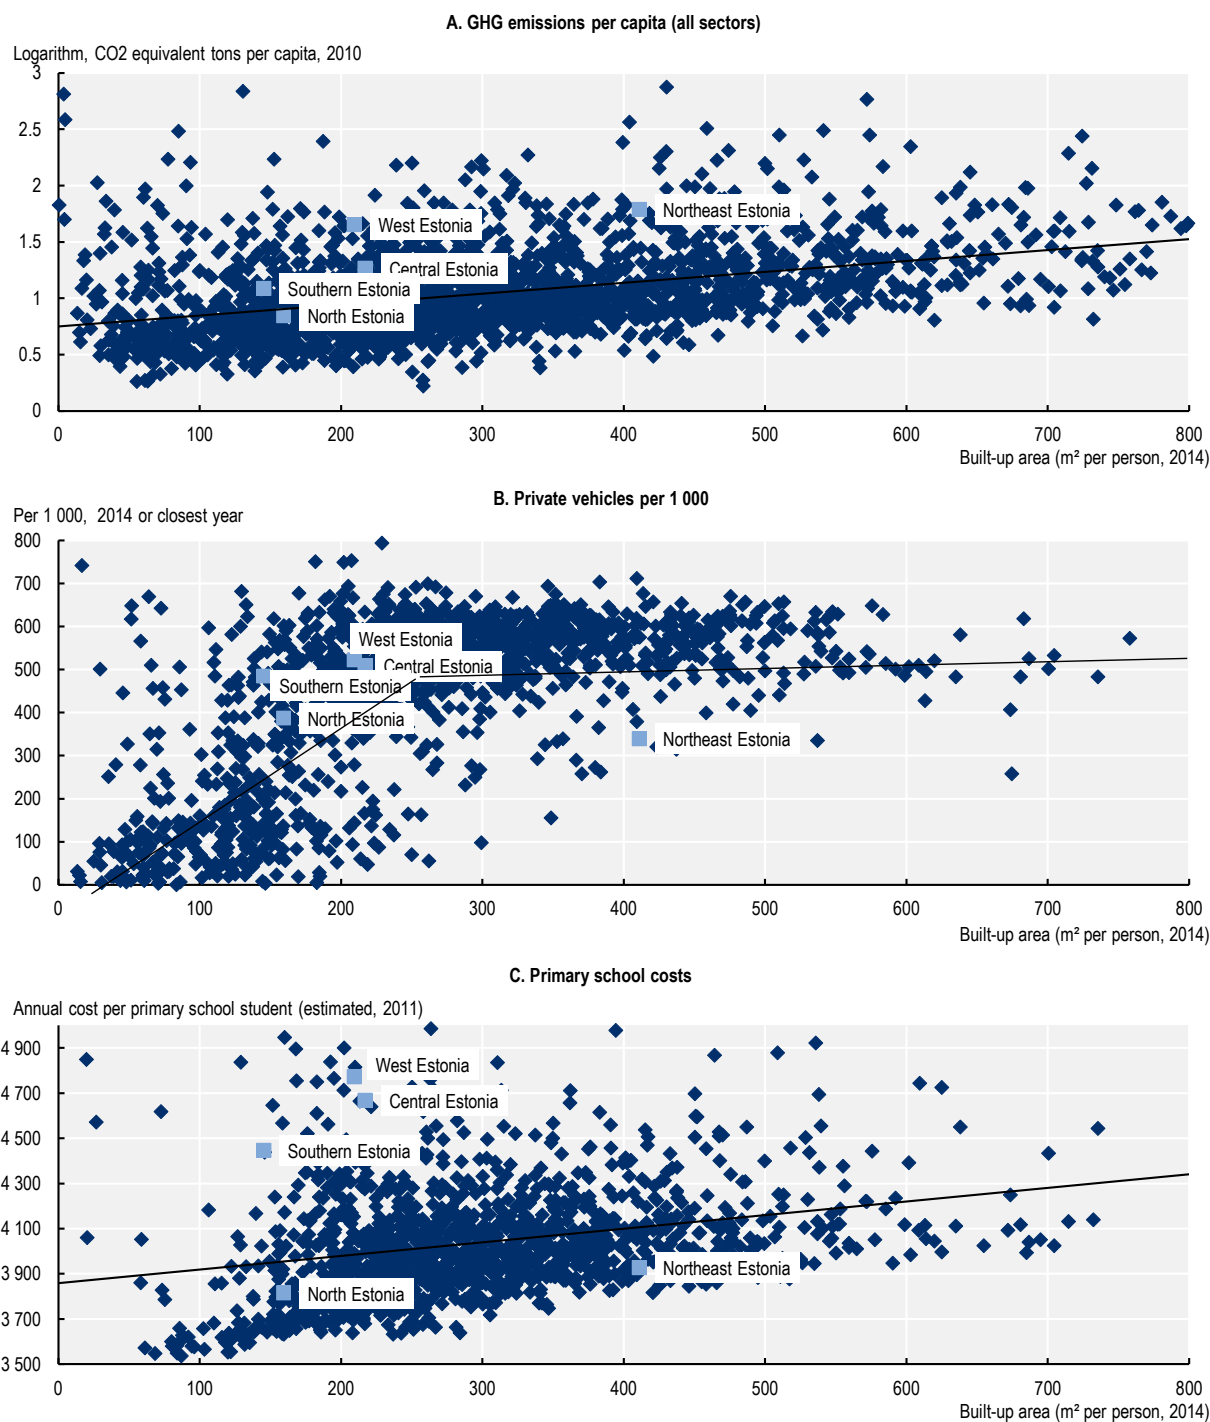 A. GHG emissions per capita (all sectors)
Logarithm, CO2 equivalent tons per capita, 2010
3
2.5
2
1.5
1
0.5
0
Northeast Estonia
West Estonia
Central Estonia
Southern Estonia
North Estonia
0 100 200 300 400 500 600 700 800
Built-up area (m² per person, 2014)
B. Private vehicles per 1 000
Per 1 000, 2014 or closest year
800
700
600
500
400
300
200
100
0
West Estonia
Central Estonia
Southern Estonia
North Estonia
Northeast Estonia
0 100 200 300 400 500 600 700 800
Built-up area (m² per person, 2014)
C. Primary school costs
Annual cost per primary school student (estimated, 2011)
4 900
4 700
4 500
4 300
4 100
3 900
3 700
3 500
West Estonia
Central Estonia
Southern Estonia
Northeast Estonia
North Estonia
0 100 200 300 400 500 600 700 800
Built-up area (m² per person, 2014)